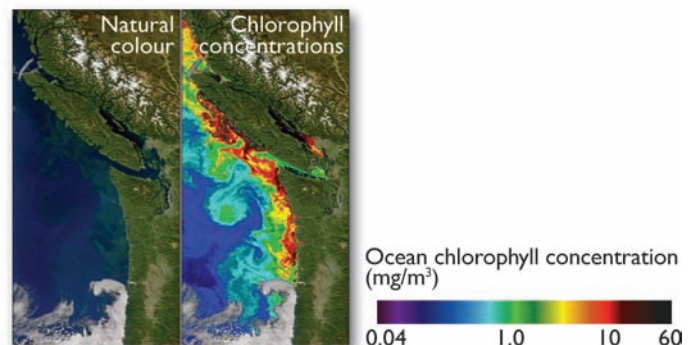 Natural
colour
Chlorophyll
concentrations
Ocean chlorophyll concentration
(mg/m³)
0.04 1.0 10 60